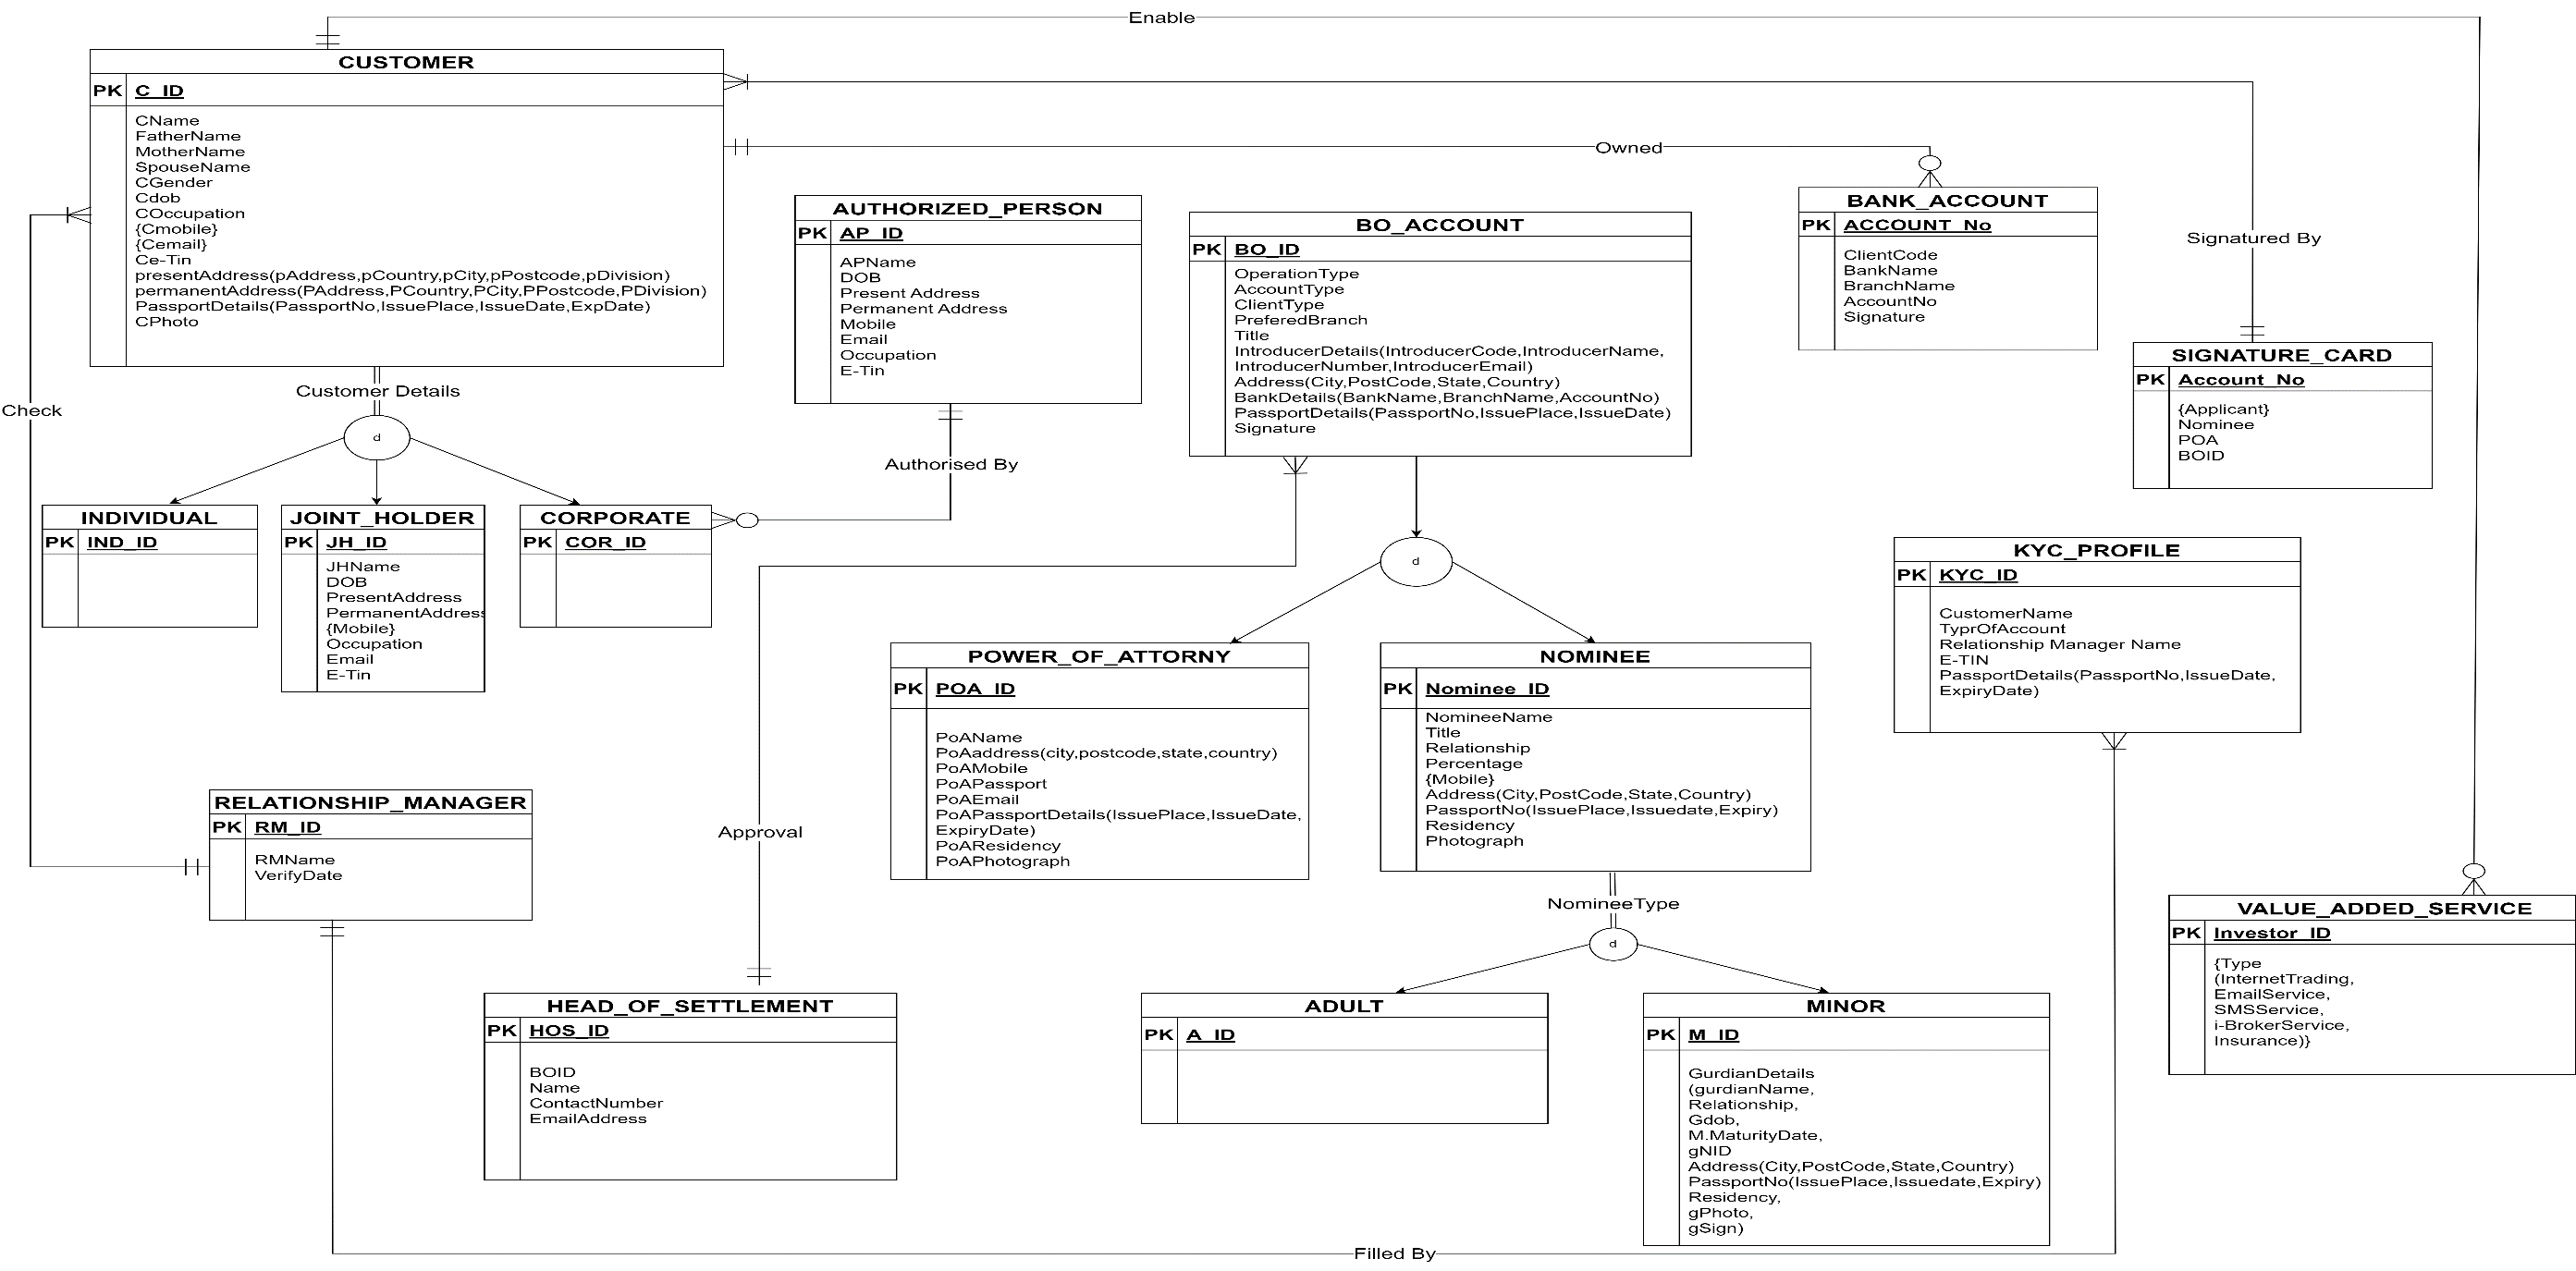 Enable
CUSTOMER
PK C_ID
CName
FatherName
MotherName
SpouseName
CGender
Cdob
COccupation
{Cmobile}
{Cemail}
Ce-Tin
presentAddress(pAddress,pCountry,pCity,pPostcode,pDivision)
permanentAddress(PAddress,PCountry,PCity,PPostcode,PDivision)
PassportDetails(PassportNo,IssuePlace,IssueDate,ExpDate)
CPhoto
Owned
Signatured By
AUTHORIZED_PERSON
PK AP_ID
APName
DOB
Present Address
Permanent Address
Mobile
Email
Occupation
E-Tin
BO_ACCOUNT
PK BO_ID
OperationType
AccountType
ClientType
PreferedBranch
Title
IntroducerDetails(IntroducerCode,IntroducerName,
IntroducerNumber,IntroducerEmail)
Address(City,PostCode,State,Country)
BankDetails(BankName,BranchName,AccountNo)
PassportDetails(PassportNo,IssuePlace,IssueDate)
Signature
BANK_ACCOUNT
PK ACCOUNT_No
ClientCode
BankName
BranchName
AccountNo
Signature
SIGNATURE_CARD
PK Account_No
{Applicant}
Nominee
POA
BOID
Check
Customer Details
d
Authorised By
INDIVIDUAL
PK IND_ID
JOINT_HOLDER
PK JH_ID
JHName
DOB
PresentAddress
PermanentAddress
{Mobile}
Occupation
Email
E-Tin
CORPORATE
PK COR_ID
d
KYC_PROFILE
PK KYC_ID
CustomerName
TyprOfAccount
Relationship Manager Name
E-TIN
PassportDetails(PassportNo,IssueDate,
ExpiryDate)
POWER_OF_ATTORNY
PK POA_ID
PoAName
PoAaddress(city,postcode,state,country)
PoAMobile
PoAPassport
PoAEmail
PoAPassportDetails(IssuePlace,IssueDate,
ExpiryDate)
PoAResidency
PoAPhotograph
NOMINEE
PK Nominee_ID
NomineeName
Title
Relationship
Percentage
{Mobile}
Address(City,PostCode,State,Country)
PassportNo(IssuePlace,Issuedate,Expiry)
Residency
Photograph
RELATIONSHIP_MANAGER
PK RM_ID
RMName
VerifyDate
Approval
NomineeType
d
VALUE_ADDED_SERVICE
PK Investor_ID
{Type
(InternetTrading,
EmailService,
SMSService,
i-BrokerService,
Insurance)}
HEAD_OF_SETTLEMENT
PK HOS_ID
BOID
Name
ContactNumber
EmailAddress
ADULT
PK A_ID
MINOR
PK M_ID
GurdianDetails
(gurdianName,
Relationship,
Gdob,
M.MaturityDate,
gNID
Address(City,PostCode,State,Country)
PassportNo(IssuePlace,Issuedate,Expiry)
Residency,
gPhoto,
gSign)
Filled By